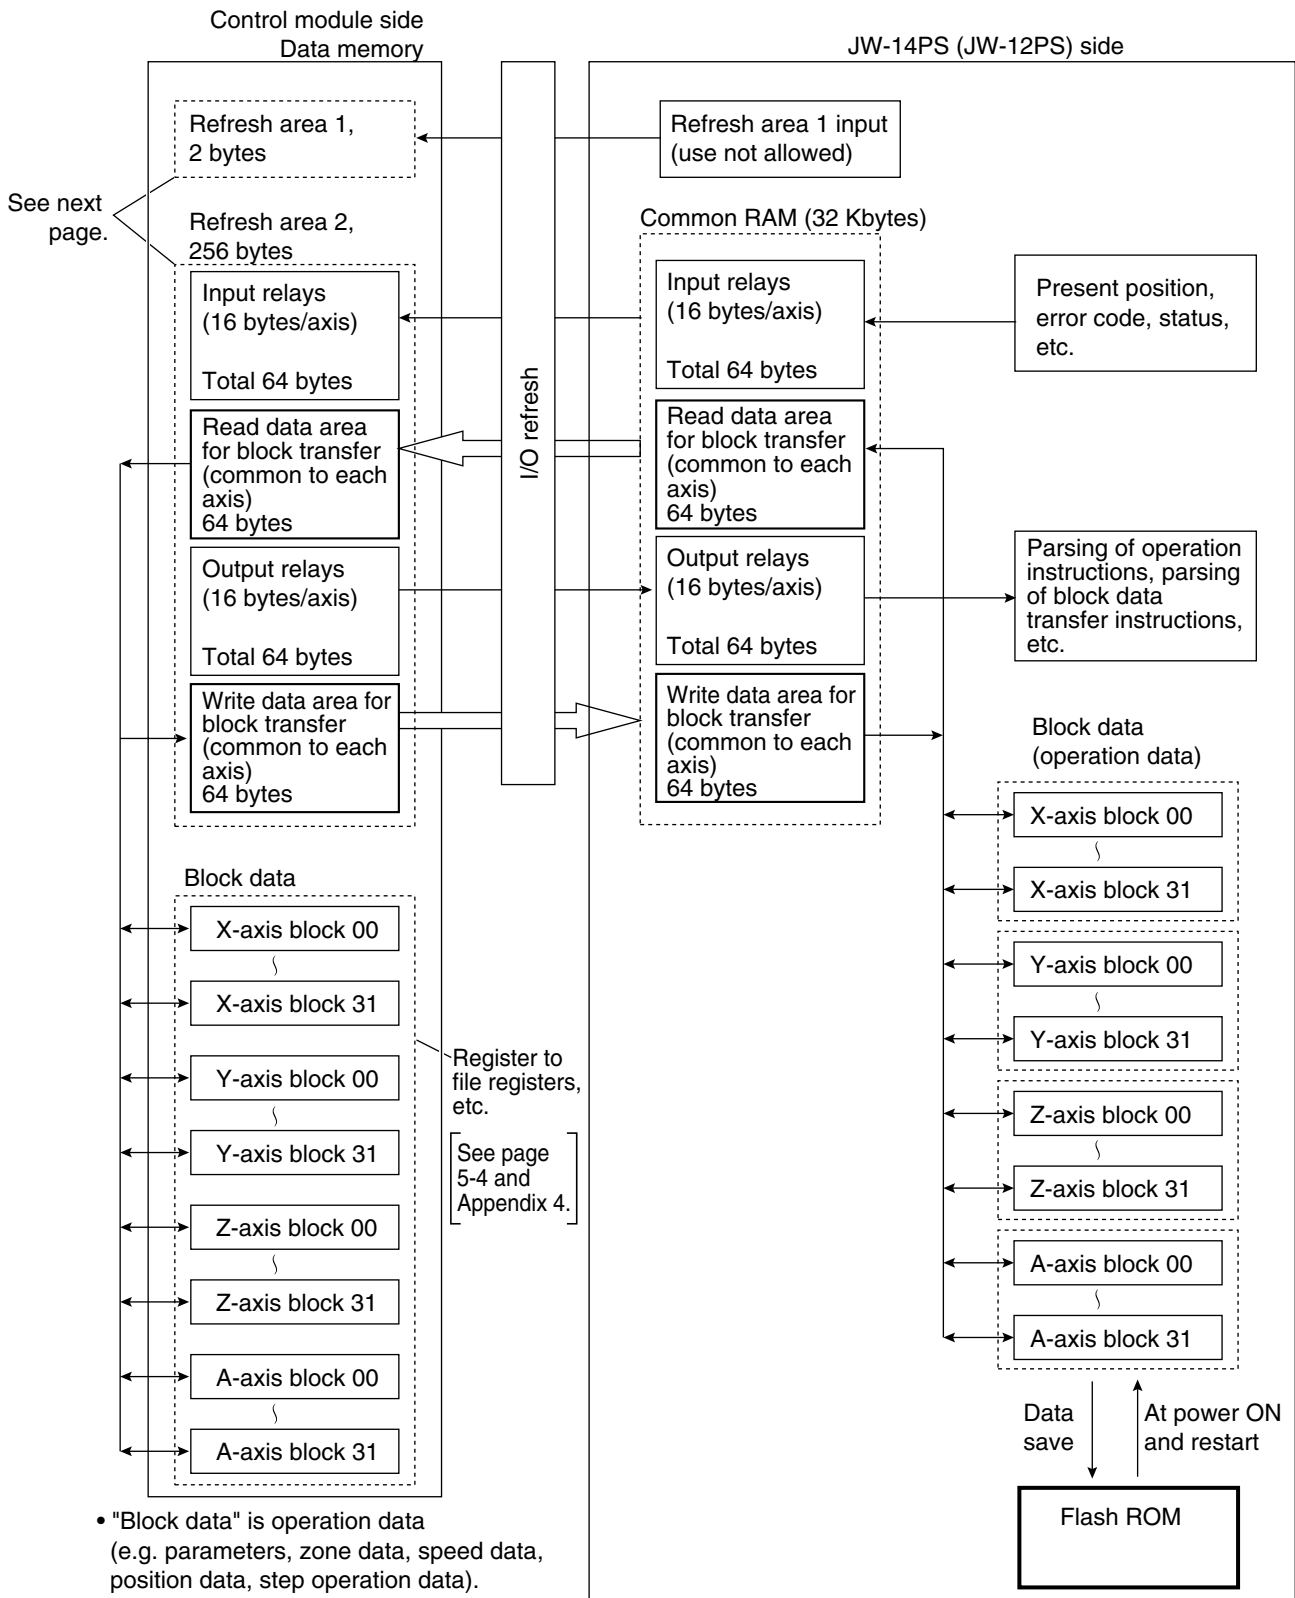 Control module side
Data memory
JW-14PS (JW-12PS) side
Refresh area 1,
2 bytes
Refresh area 1 input
(use not allowed)
See next
page.
Refresh area 2,
256 bytes
Common RAM (32 Kbytes)
Input relays
(16 bytes/axis)
Total 64 bytes
Input relays
(16 bytes/axis)
Total 64 bytes
Present position,
error code, status,
etc.
I/O refresh
Read data area
for block transfer
(common to each
axis)
64 bytes
Read data area
for block transfer
(common to each
axis)
64 bytes
Output relays
(16 bytes/axis)
Total 64 bytes
Output relays
(16 bytes/axis)
Total 64 bytes
Parsing of operation
instructions, parsing
of block data
transfer instructions,
etc.
Write data area for
block transfer
(common to each
axis)
64 bytes
Write data area for
block transfer
(common to each
axis)
64 bytes
Block data
(operation data)
X-axis block 00
X-axis block 31
Y-axis block 00
Y-axis block 31
Z-axis block 00
Z-axis block 31
A-axis block 00
A-axis block 31
Block data
X-axis block 00
X-axis block 31
Y-axis block 00
Y-axis block 31
Z-axis block 00
Z-axis block 31
A-axis block 00
A-axis block 31
Register to
file registers,
etc.
See page
5-4 and
Appendix 4.
Data
save
At power ON
and restart
Flash ROM
• "Block data" is operation data
(e.g. parameters, zone data, speed data,
position data, step operation data).